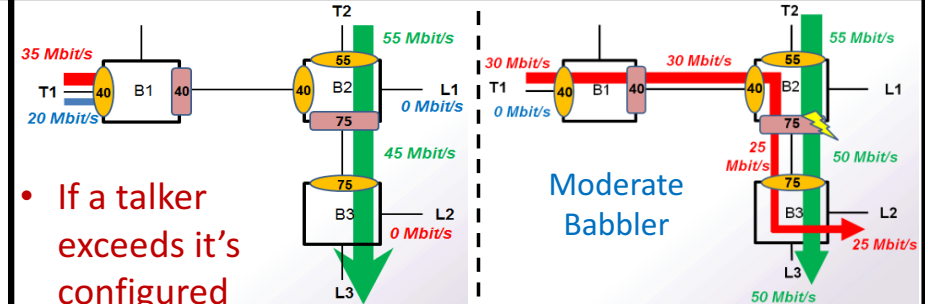 T2
35 Mbit/s
55 Mbit/s
55
T1
40
B1
40
40
B2
L1
20 Mbit/s
0 Mbit/s
75
45 Mbit/s
75
• If a talker
B3
L2
exceeds it's
0 Mbit/s
configured
L3
T2
55 Mbit/s
30 Mbit/s
30 Mbit/s
55
T1
40
B1
40
40
B2
L1
0 Mbit/s
75
25
Mbit/s
50 Mbit/s
Moderate
Babbler
75
B3
L2
25 Mbit/s
L3
50 Mbit/s